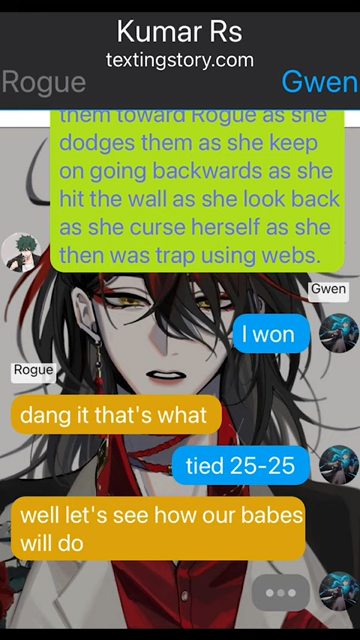 Kumar Rs
textingstory.com
Rogue Gwen
them toward Rogue as she
dodges them as she keep
on going backwards as she
hit the wall as she look back
as she curse herself as she
then was trap using webs.
Gwen
I won
Rogue
dang it that's what
tied 25-25
well let's see how our babes
will do